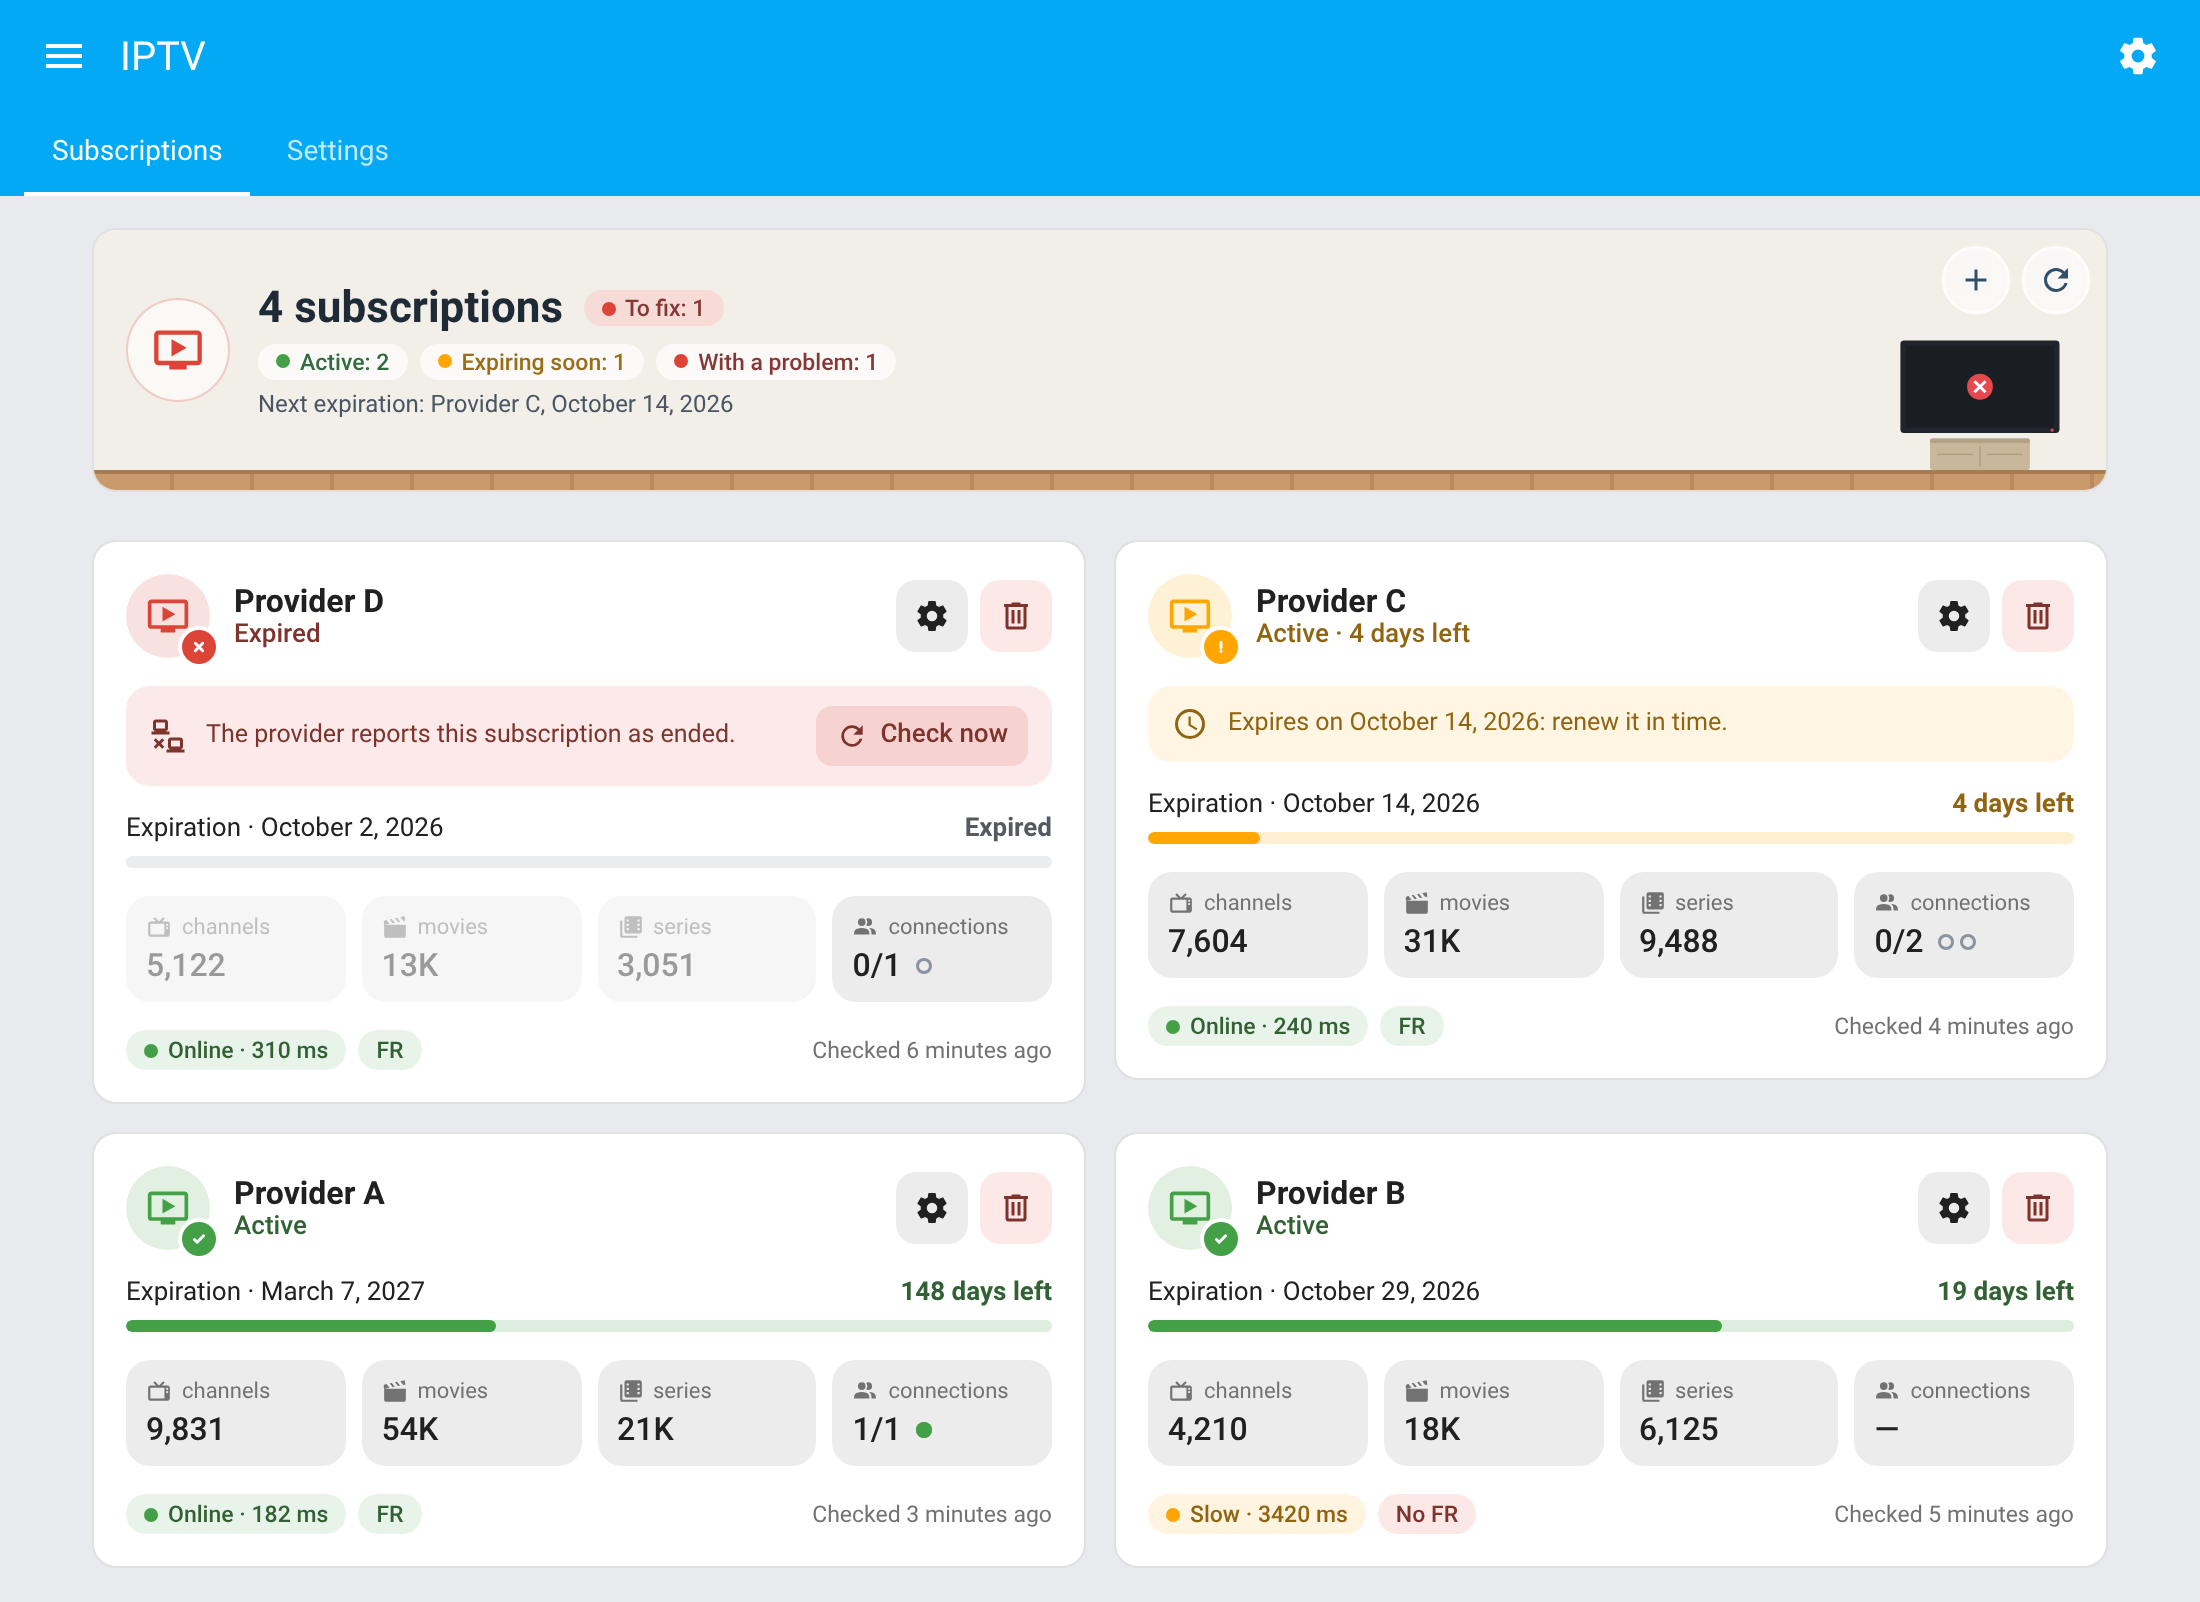 IPTV
Subscriptions
Settings
4 subscriptions
To fix: 1
Active: 2
Expiring soon: 1
With a problem: 1
Next expiration: Provider C, October 14, 2026
Provider D
Expired
The provider reports this subscription as ended.
Check now
Expiration · October 2, 2026
Expired
channels
5,122
movies
13K
series
3,051
connections
0/1
Online · 310 ms
FR
Checked 6 minutes ago
Provider C
Active · 4 days left
Expires on October 14, 2026: renew it in time.
Expiration · October 14, 2026
4 days left
channels
7,604
movies
31K
series
9,488
connections
0/2
Online · 240 ms
FR
Checked 4 minutes ago
Provider A
Active
Expiration · March 7, 2027
148 days left
channels
9,831
movies
54K
series
21K
connections
1/1
Online · 182 ms
FR
Checked 3 minutes ago
Provider B
Active
Expiration · October 29, 2026
19 days left
channels
4,210
movies
18K
series
6,125
connections
—
Slow · 3420 ms
No FR
Checked 5 minutes ago